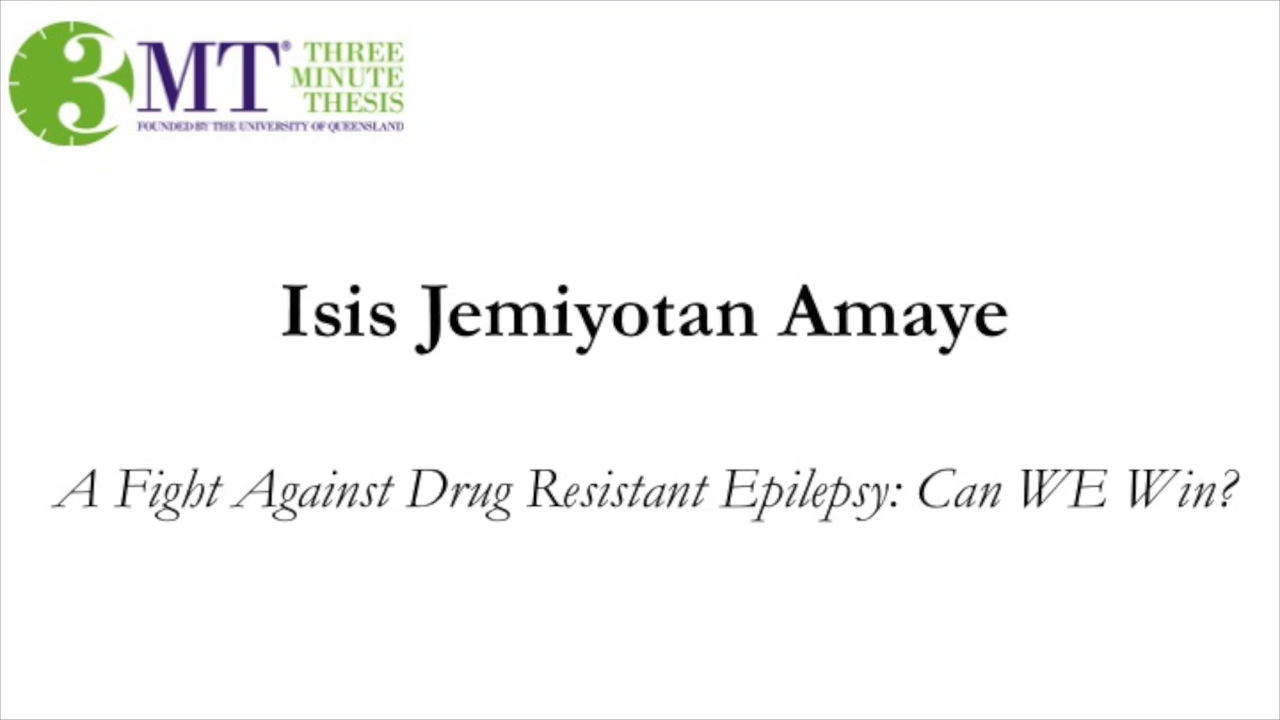 3MT® THREE
MINUTE
THESIS
FOUNDED BY THE UNIVERSITY OF QUEENSLAND
Isis Jemiyotan Amaye
A Fight Against Drug Resistant Epilepsy: Can WE Win?